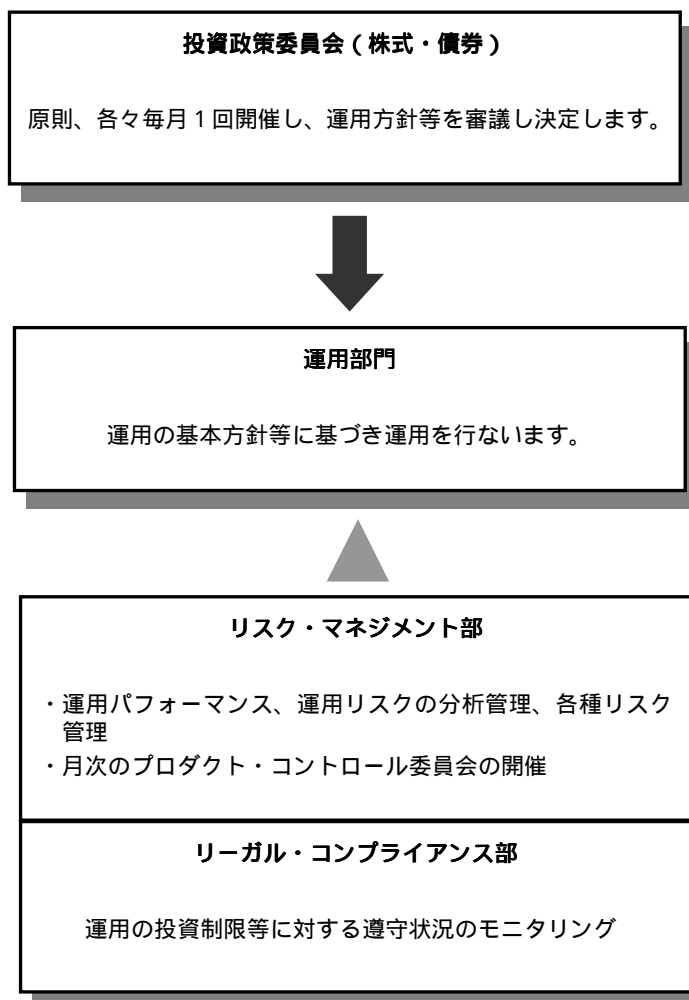 投資政策委員会（株式・債券）
原則、各々毎月１回開催し、運用方針等を審議し決定します。
運用部門
運用の基本方針等に基づき運用を行ないます。
リスク・マネジメント部
・運用パフォーマンス、運用リスクの分析管理、各種リスク
管理
・月次のプロダクト・コントロール委員会の開催
リーガル・コンプライアンス部
運用の投資制限等に対する遵守状況のモニタリング